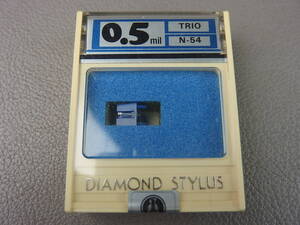 0.5 mil
TRIO
N-54
DIAMOND STYLUS